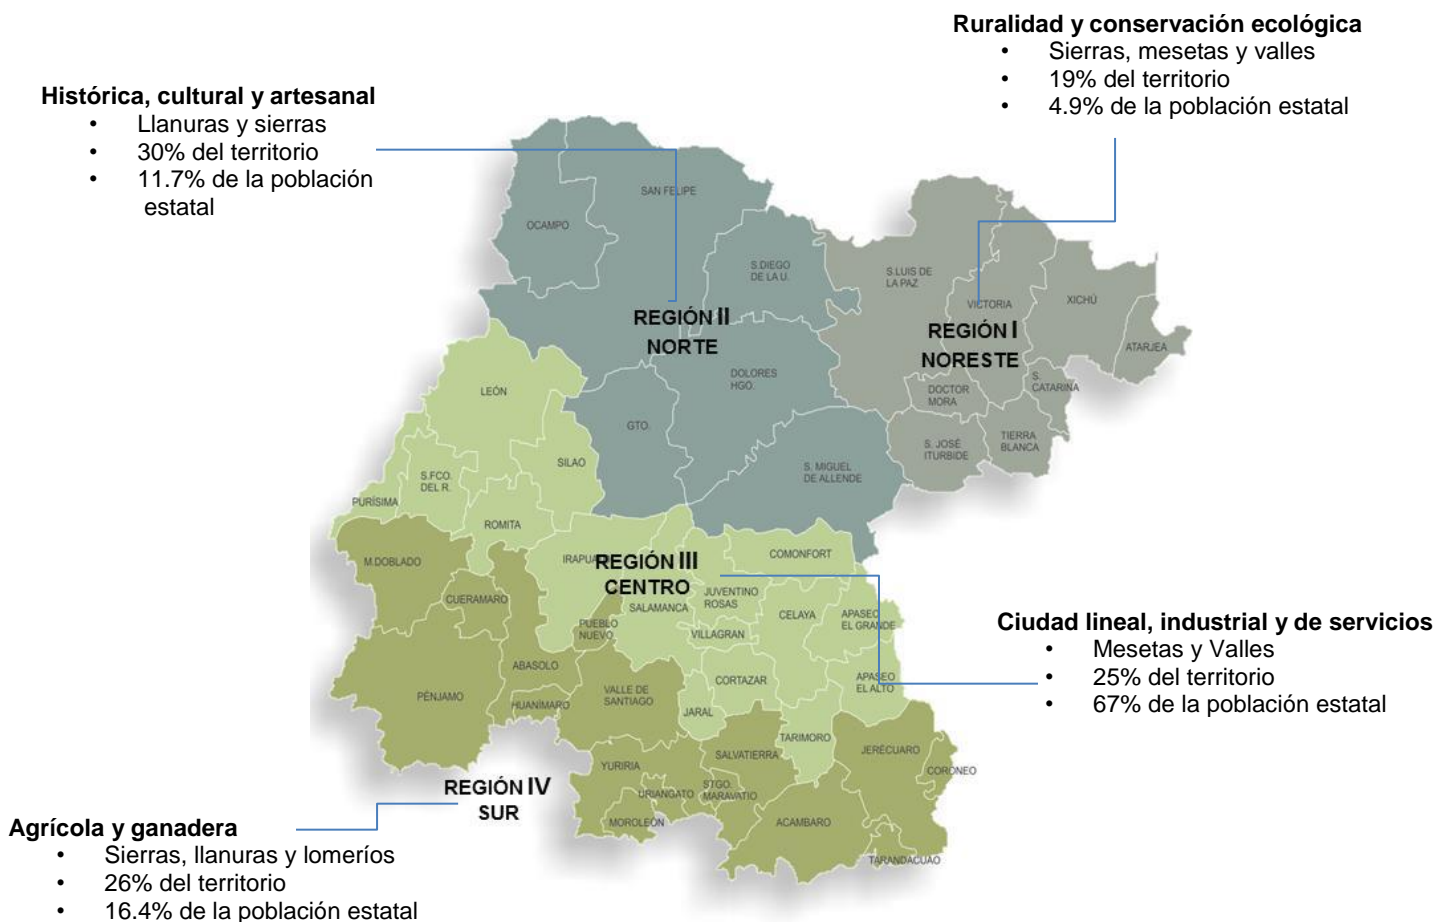 Ruralidad y conservación ecológica
• Sierras, mesetas y valles
• 19% del territorio
• 4.9% de la población estatal
Histórica, cultural y artesanal
• Llanuras y sierras
• 30% del territorio
• 11.7% de la población
estatal
SAN FELIPE
OCAMPO
S.DIEGO
DE LA U.
S.LUIS DE
LA PAZ
VICTORIA
XICHÚ
ATARJEA
REGIÓN II
NORTE
REGIÓN I
NORESTE
DOLORES
HGO.
DOCTOR
MORA
S.
CATARINA
LEÓN
GTO.
S. JOSÉ
ITURBIDE
TIERRA
BLANCA
SILAO
S.FCO.
DEL R.
S. MIGUEL
DE ALLENDE
PURÍSIMA
ROMITA
M.DOBLADO
IRAPUATO
REGIÓN III
CENTRO
COMONFORT
CUERAMARO
SALAMANCA
JUVENTINO
ROSAS
CELAYA
APASEO
EL GRANDE
PUEBLO
NUEVO
VILLAGRAN
ABASOLO
PÉNJAMO
HUANÍMARO
VALLE DE
SANTIAGO
CORTAZAR
APASEO
EL ALTO
JARAL
TARIMORO
Ciudad lineal, industrial y de servicios
• Mesetas y Valles
• 25% del territorio
• 67% de la población estatal
SALVATIERRA
JERÉCUARO
CORONEO
YURIRIA
URIANGATO
STGO.
MARAVATIO
MOROLEÓN
ACAMBARO
TARANDACUAO
REGIÓN IV
SUR
Agrícola y ganadera
• Sierras, llanuras y lomeríos
• 26% del territorio
• 16.4% de la población estatal